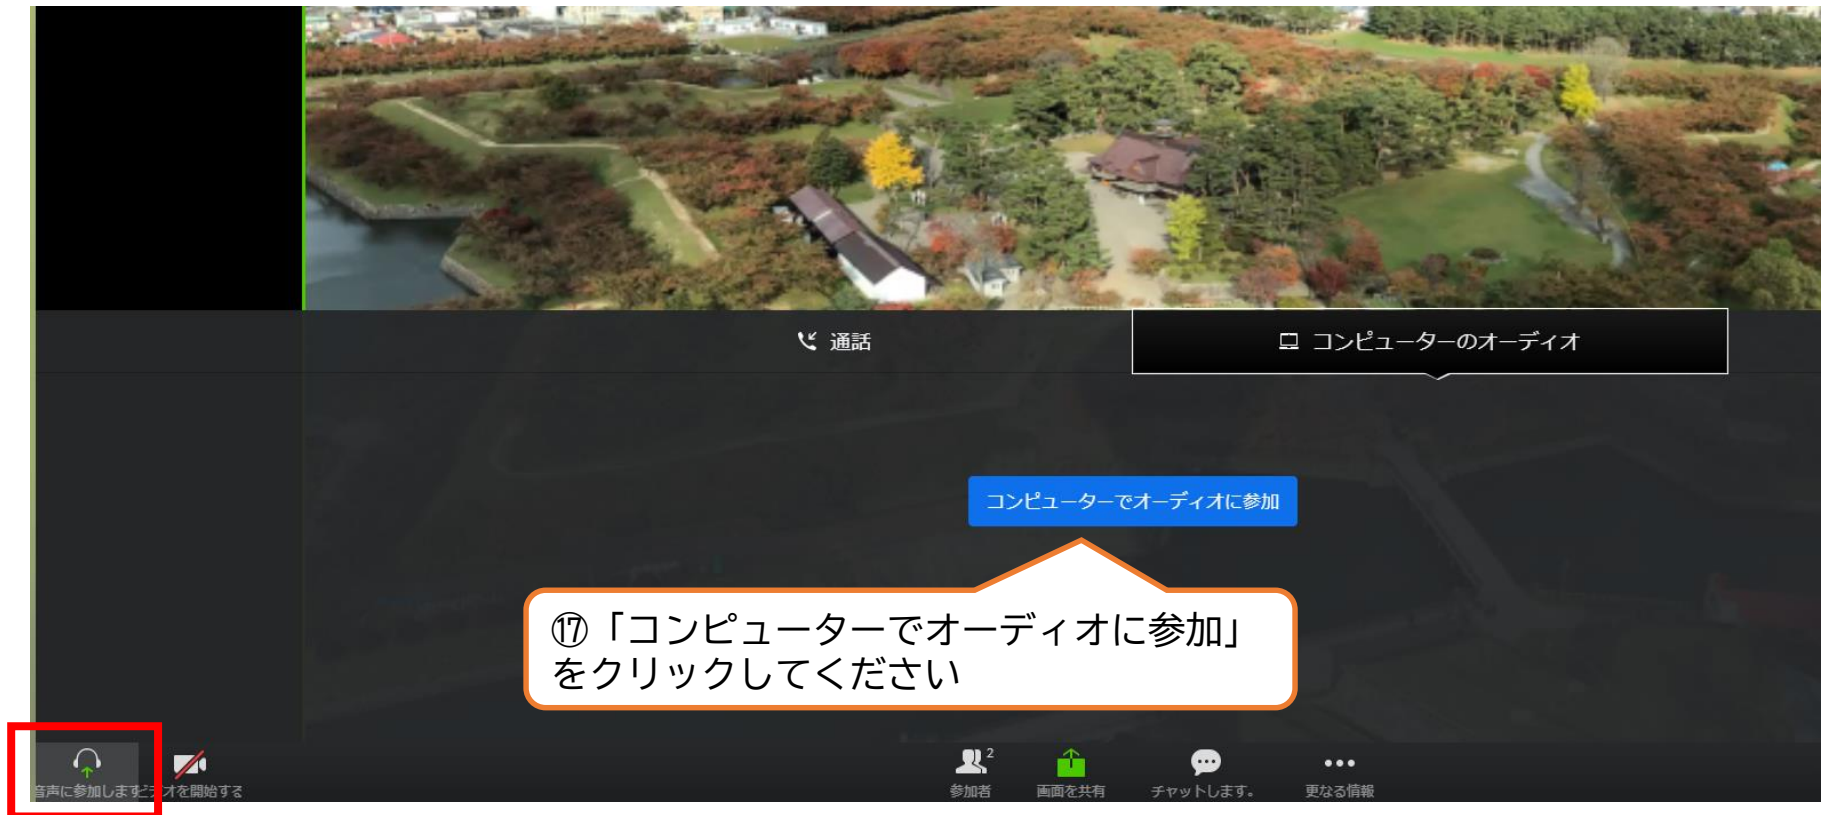 通話
コンピューターのオーディオ
コンピューターでオーディオに参加
⑰「コンピューターでオーディオに参加」
をクリックしてください
音声に参加します
ビデオを開始する
2
参加者
画面を共有
チャットします。
更なる情報